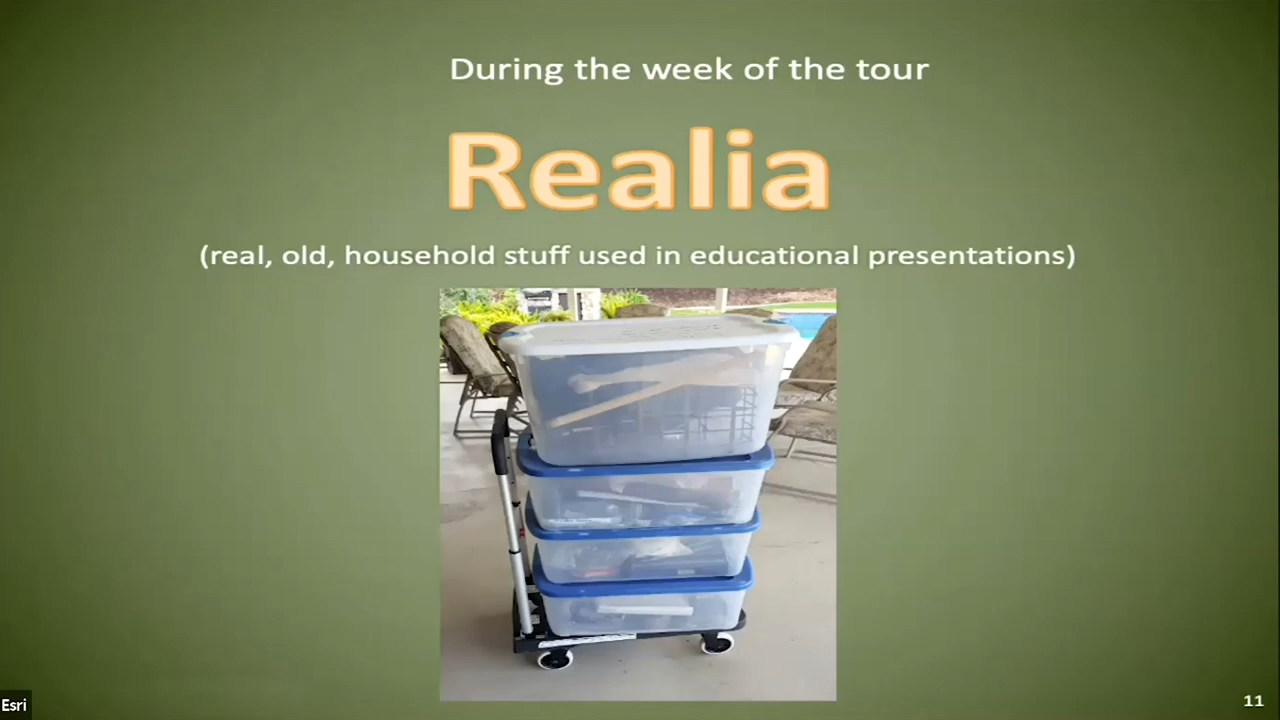 During the week of the tour
Realia
(real, old, household stuff used in educational presentations)
Esri
11